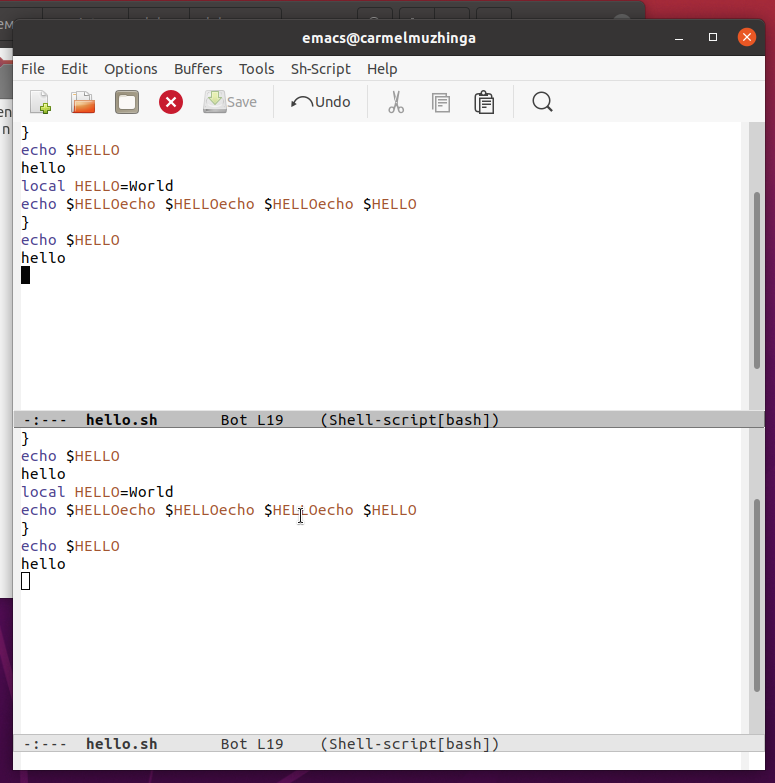 emacs@carmelmuzhinga
File Edit Options Buffers Tools Sh-Script Help
Save Undo
}
echo $HELLO
hello
local HELLO=World
echo $HELLOecho $HELLOecho $HELLOecho $HELLO
}
echo $HELLO
hello
-:--- hello.sh Bot L19 (Shell-script[bash])
}
echo $HELLO
hello
local HELLO=World
echo $HELLOecho $HELLOecho $HELLOecho $HELLO
}
echo $HELLO
hello
-:--- hello.sh Bot L19 (Shell-script[bash])